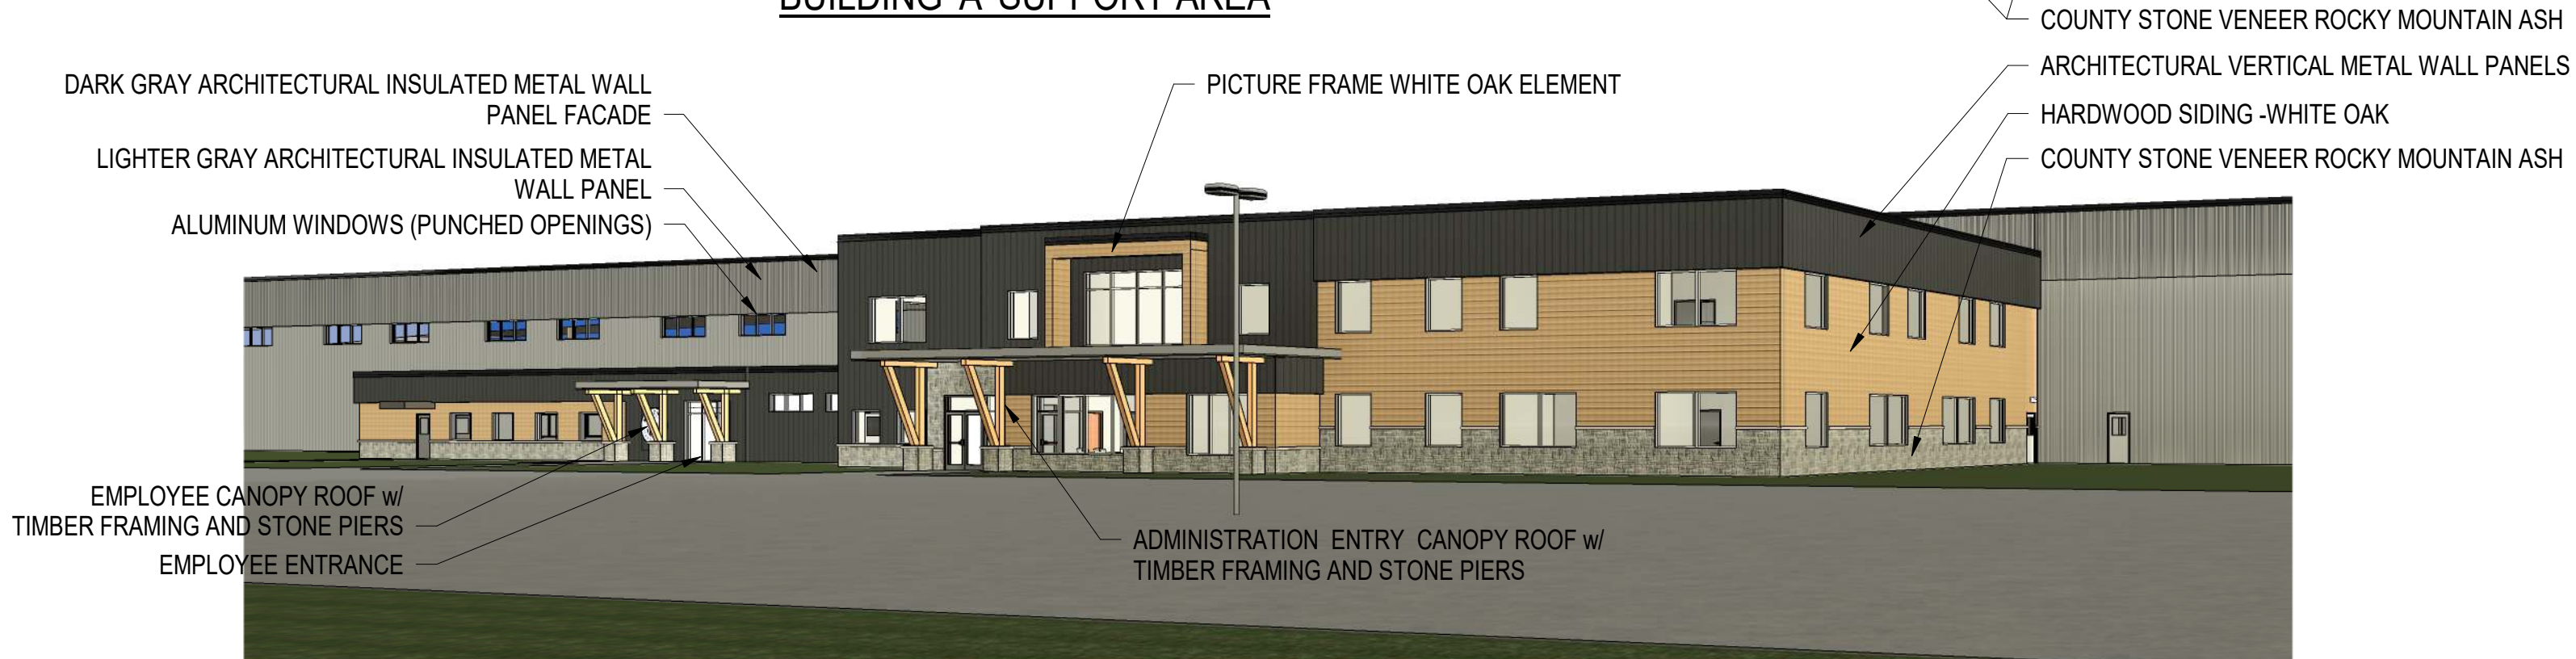 BUILDING 'A' SUPPORT AREA
COUNTY STONE VENEER ROCKY MOUNTAIN ASH
DARK GRAY ARCHITECTURAL INSULATED METAL WALL
PANEL FACADE
LIGHTER GRAY ARCHITECTURAL INSULATED METAL
WALL PANEL
ALUMINUM WINDOWS (PUNCHED OPENINGS)
PICTURE FRAME WHITE OAK ELEMENT
ARCHITECTURAL VERTICAL METAL WALL PANELS
HARDWOOD SIDING -WHITE OAK
COUNTY STONE VENEER ROCKY MOUNTAIN ASH
EMPLOYEE CANOPY ROOF w/
TIMBER FRAMING AND STONE PIERS
EMPLOYEE ENTRANCE
ADMINISTRATION ENTRY CANOPY ROOF w/
TIMBER FRAMING AND STONE PIERS